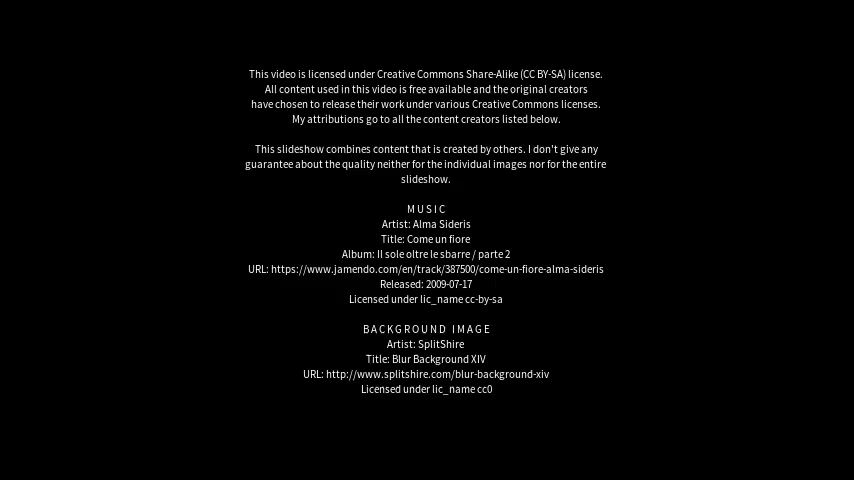 This video is licensed under Creative Commons Share-Alike (CC BY-SA) license.
All content used in this video is free available and the original creators
have chosen to release their work under various Creative Commons licenses.
My attributions go to all the content creators listed below.
This slideshow combines content that is created by others. I don't give any
guarantee about the quality neither for the individual images nor for the entire
slideshow.
MUSIC
Artist: Alma Sideris
Title: Come un fiore
Album: Il sole oltre le sbarre / parte 2
URL: https://www.jamendo.com/en/track/387500/come-un-fiore-alma-sideris
Released: 2009-07-17
Licensed under lic_name cc-by-sa
BACKGROUND IMAGE
Artist: SplitShire
Title: Blur Background XIV
URL: http://www.splitshire.com/blur-background-xiv
Licensed under lic_name cc0